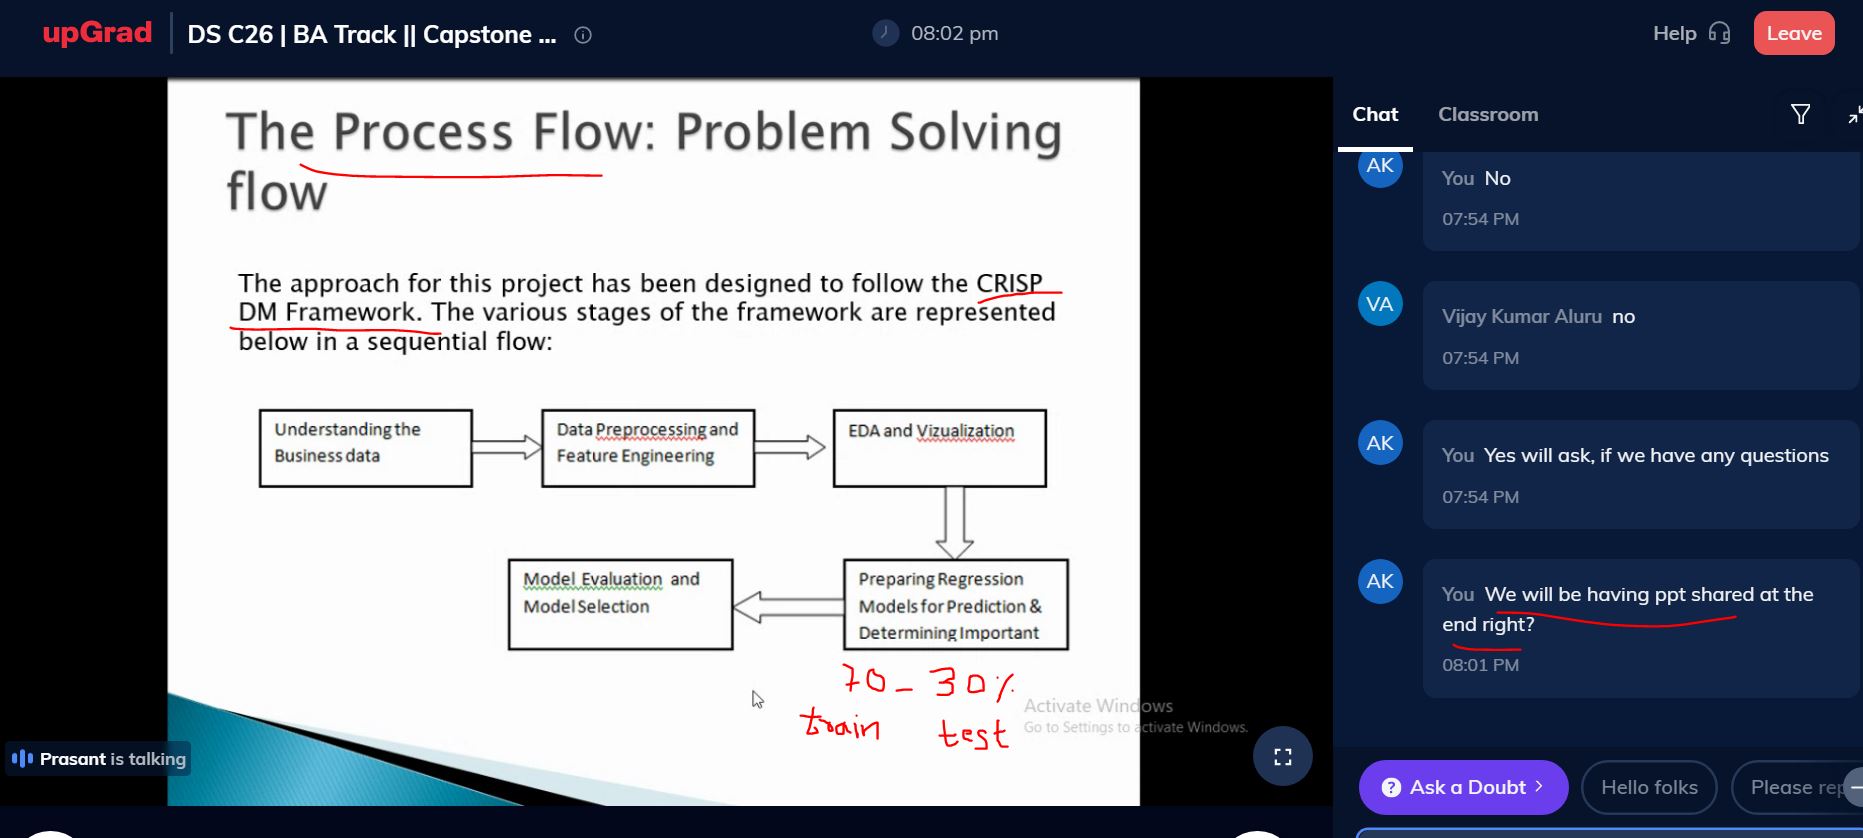 upGrad
DS C26 | BA Track || Capstone ...
08:02 pm
Help
Leave
The Process Flow: Problem Solving
flow
The approach for this project has been designed to follow the CRISP
DM Framework. The various stages of the framework are represented
below in a sequential flow:
Understanding the
Business data
Data Preprocessing and
Feature Engineering
EDA and Vizualization
Model Evaluation and
Model Selection
Preparing Regression
Models for Prediction &
Determining Important
70 - 30%
train test
Activate Windows
Go to Settings to activate Windows.
Prasant is talking
Chat
Classroom
AK
You No
07:54 PM
VA
Vijay Kumar Aluru no
07:54 PM
AK
You Yes will ask, if we have any questions
07:54 PM
AK
You We will be having ppt shared at the
end right?
08:01 PM
? Ask a Doubt >
Hello folks
Please rep